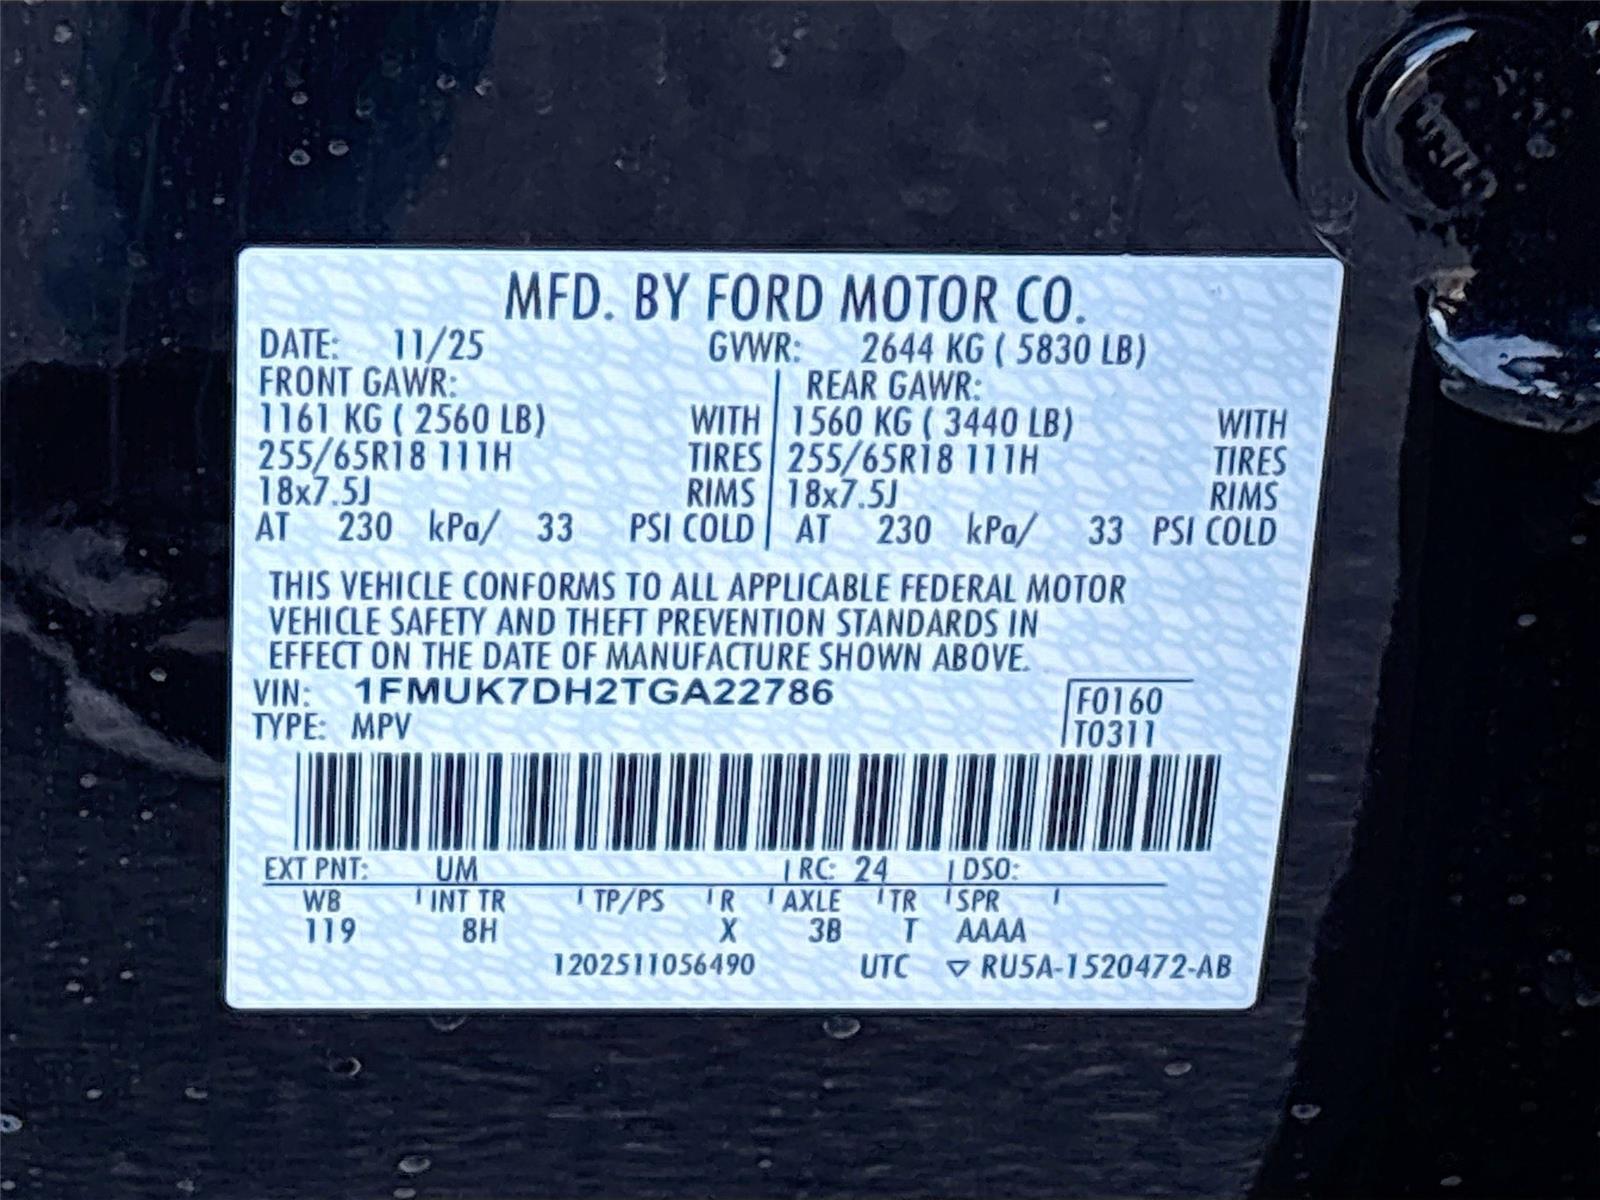 MFD. BY FORD MOTOR CO.
DATE: 11/25 GVWR: 2644 KG ( 5830 LB)
FRONT GAWR: REAR GAWR:
1161 KG ( 2560 LB) WITH 1560 KG ( 3440 LB) WITH
255/65R18 111H TIRES 255/65R18 111H TIRES
18x7.5J RIMS 18x7.5J RIMS
AT 230 kPa/ 33 PSI COLD AT 230 kPa/ 33 PSI COLD
THIS VEHICLE CONFORMS TO ALL APPLICABLE FEDERAL MOTOR
VEHICLE SAFETY AND THEFT PREVENTION STANDARDS IN
EFFECT ON THE DATE OF MANUFACTURE SHOWN ABOVE.
VIN: 1FMUK7DH2TGA22786 F0160
TYPE: MPV T0311
EXT PNT: UM RC: 24 DSO:
WB INT TR TP/PS R AXLE TR SPR
119 8H X 3B T AAAA
1202511056490 UTC ▽ RU5A-1520472-AB